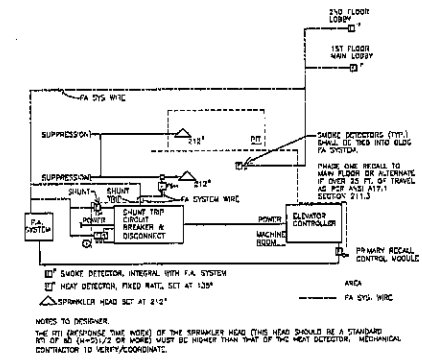 2ND FLOOR
LOBBY
1ST FLOOR
MAIN LOBBY
FA SYS WIRE
SUPPRESSION
212°
PIT
SMOKE DETECTORS (TYP.)
SHALL BE TIED INTO BLDG
FA SYSTEM.
PHASE ONE RECALL TO
MAIN FLOOR OR ALTERNATE
IF OVER 25 FT. OF TRAVEL
AS PER ANSI A17.1
SECTION 211.3
SUPPRESSION
212°
SHUNT
SHUNT
TRIP
FA SYSTEM WIRE
F.A.
SYSTEM
POWER
SHUNT TRIP
CIRCUIT
BREAKER &
DISCONNECT
POWER
MACHINE
ROOM
ELEVATOR
CONTROLLER
PRIMARY RECALL
CONTROL MODULE
SMOKE DETECTOR, INTEGRAL WITH F.A. SYSTEM
HEAT DETECTOR, FIXED RATE, SET AT 135°
SPRINKLER HEAD SET AT 212°
AREA
FA SYS. WIRE
NOTES TO DESIGNER.
THE RTI (RESPONSE TIME INDEX) OF THE SPRINKLER HEAD (THIS HEAD SHOULD BE A STANDARD
RTI OF 80 1/2 OR MORE) MUST BE HIGHER THAN THAT OF THE HEAT DETECTOR. MECHANICAL
CONTRACTOR TO VERIFY/COORDINATE.